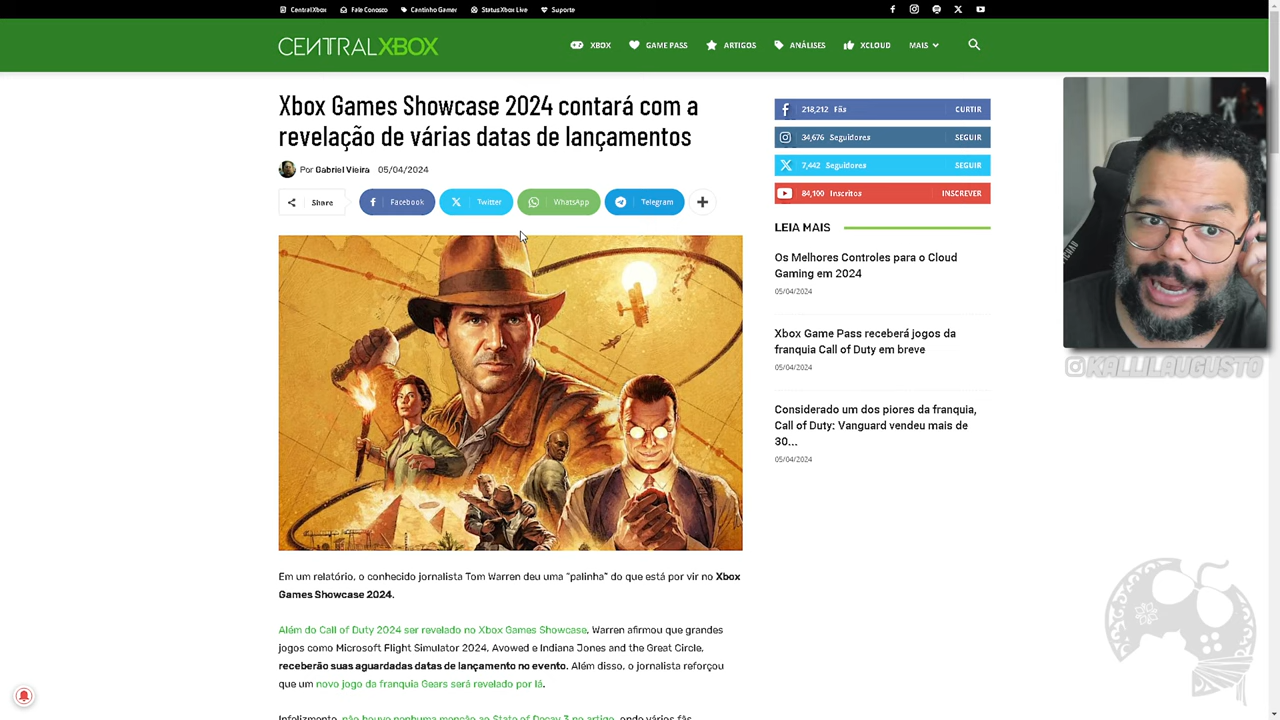 CentralXbox Fale Conosco Cantinho Gamer Status Xbox Live Suporte
CENTRALXBOX
XBOX GAME PASS ARTIGOS ANÁLISES XCLOUD MAIS
Xbox Games Showcase 2024 contará com a
revelação de várias datas de lançamentos
Por Gabriel Vieira 05/04/2024
Share Facebook Twitter WhatsApp Telegram
218,212 Fãs CURTIR
34,676 Seguidores SEGUIR
7,442 Seguidores SEGUIR
84,100 Inscritos INSCREVER
LEIA MAIS
Os Melhores Controles para o Cloud
Gaming em 2024
05/04/2024
Xbox Game Pass receberá jogos da
franquia Call of Duty em breve
05/04/2024
Considerado um dos piores da franquia,
Call of Duty: Vanguard vendeu mais de
30...
05/04/2024
Em um relatório, o conhecido jornalista Tom Warren deu uma “palinha” do que está por vir no Xbox
Games Showcase 2024.
Além do Call of Duty 2024 ser revelado no Xbox Games Showcase, Warren afirmou que grandes
jogos como Microsoft Flight Simulator 2024, Avowed e Indiana Jones and the Great Circle,
receberão suas aguardadas datas de lançamento no evento. Além disso, o jornalista reforçou
que um novo jogo da franquia Gears será revelado por lá.
Infelizmente, não houve nenhuma menção ao State of Decay 3 no artigo, onde vários fãs
KALLILAUGUSTO